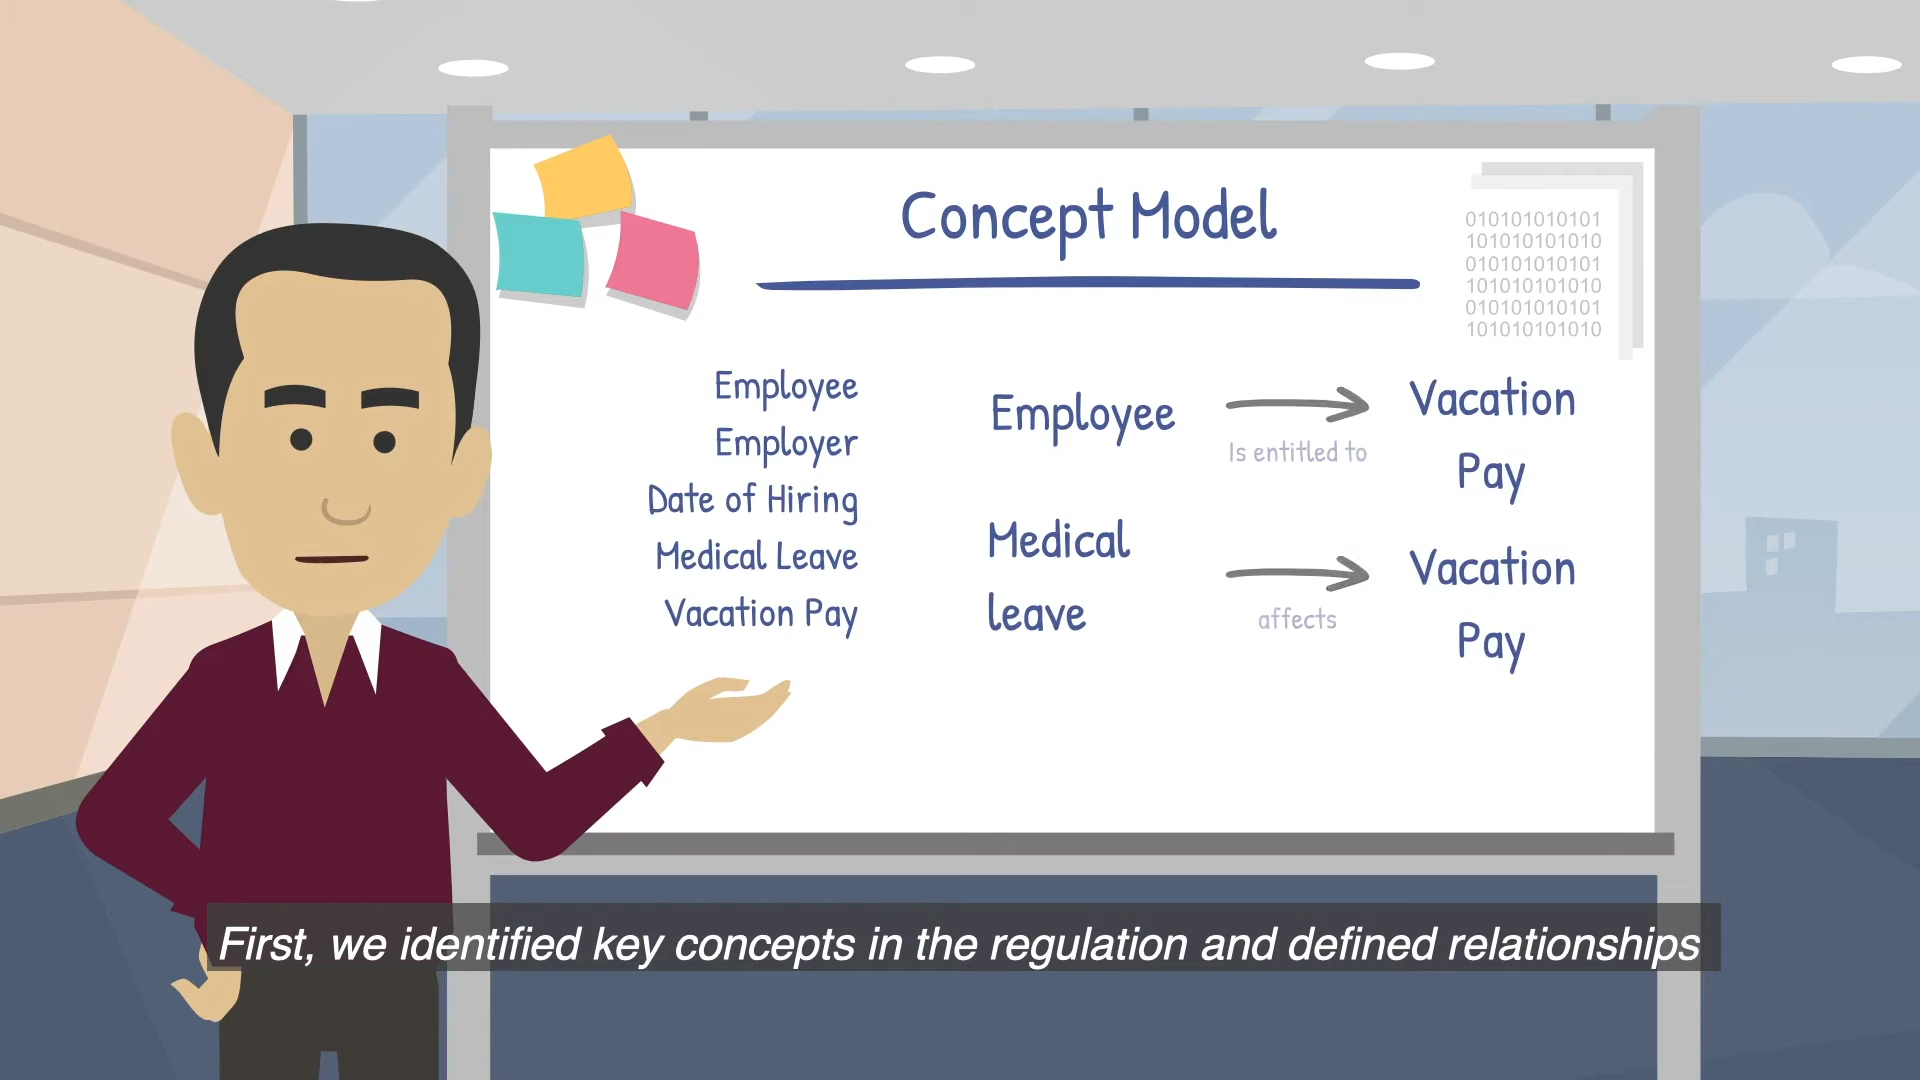 Concept Model
010101010101
101010101010
010101010101
101010101010
010101010101
101010101010
Employee
Employer
Date of Hiring
Medical Leave
Vacation Pay
Employee
Is entitled to
Vacation
Pay
Medical
leave
affects
Vacation
Pay
First, we identified key concepts in the regulation and defined relationships